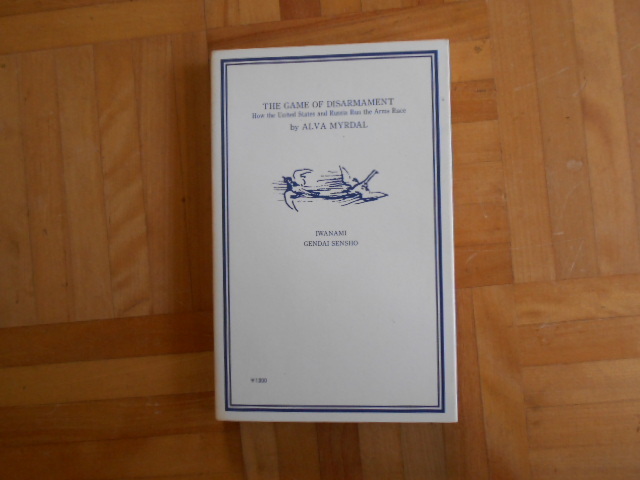 THE GAME OF DISARMAMENT
How the United States and Russia Run the Arms Race
by ALVA MYRDAL
IWANAMI
GENDAI SENSHO